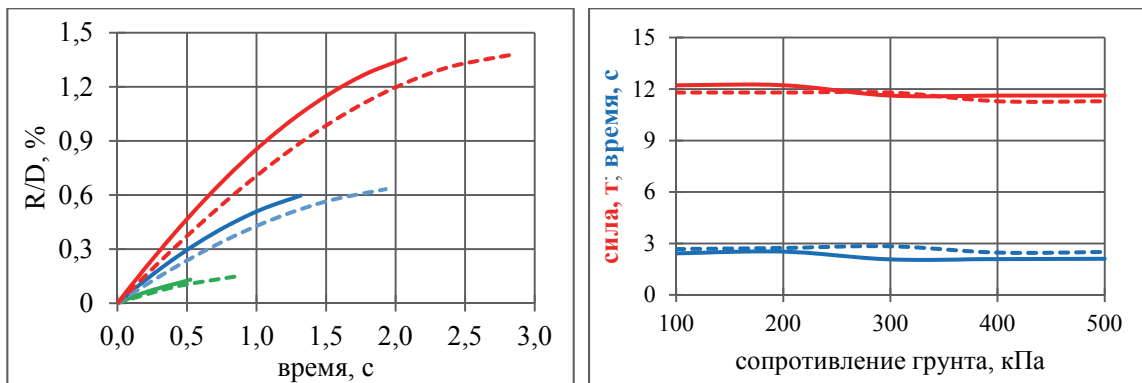 R/D, %
1,5
1,2
0,9
0,6
0,3
0
0,0 0,5 1,0 1,5 2,0 2,5 3,0
время, с
сила, т; время, с
15
12
9
6
3
0
100 200 300 400 500
сопротивление грунта, кПа